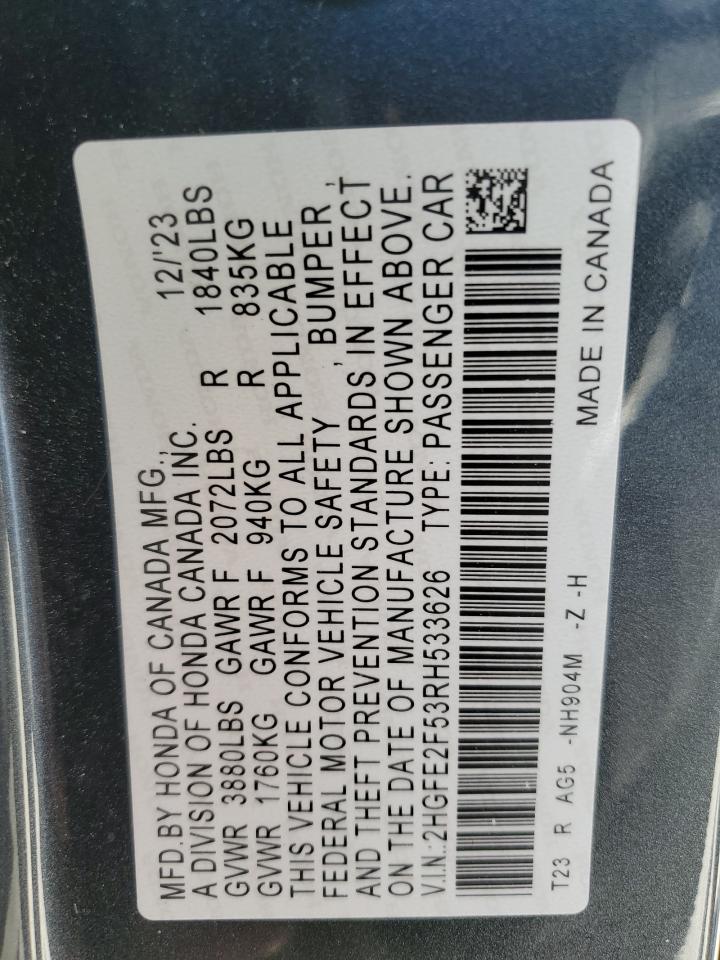 MFD.BY HONDA OF CANADA MFG., 12/'23
A DIVISION OF HONDA CANADA INC.
GVWR 3880LBS GAWR F 2072LBS R 1840LBS
GVWR 1760KG GAWR F 940KG R 835KG
THIS VEHICLE CONFORMS TO ALL APPLICABLE
FEDERAL MOTOR VEHICLE SAFETY , BUMPER ,
AND THEFT PREVENTION STANDARDS IN EFFECT
ON THE DATE OF MANUFACTURE SHOWN ABOVE.
V.I.N.:2HGFE2F53RH533626 TYPE: PASSENGER CAR
T23 R AG5 -NH904M -Z -H
MADE IN CANADA